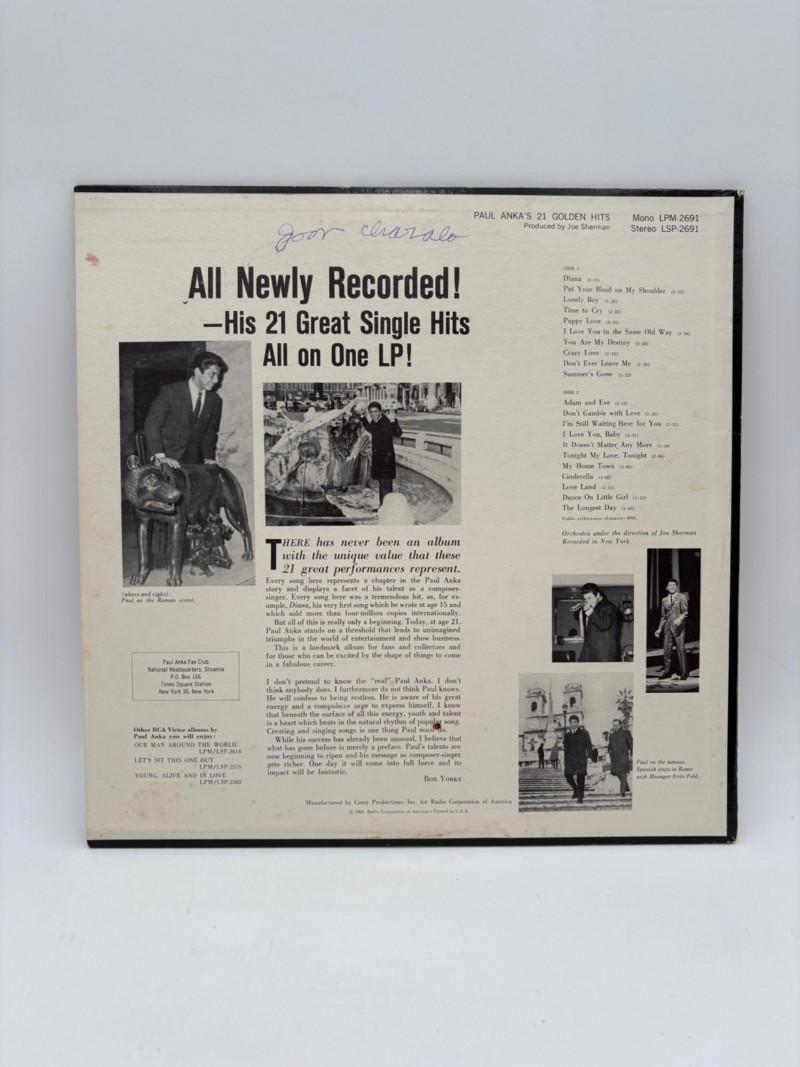 PAUL ANKA'S 21 GOLDEN HITS
Produced by Joe Sherman
Mono LPM-2691
Stereo LSP-2691
All Newly Recorded!
—His 21 Great Single Hits
All on One LP!
SIDE 1
Diana
Put Your Head on My Shoulder
Lonely Boy
Time to Cry
Puppy Love
I Love You in the Same Old Way
You Are My Destiny
Crazy Love
Don't Ever Leave Me
Summer's Gone
SIDE 2
Adam and Eve
Don't Gamble with Love
I'm Still Waiting Here for You
I Love You, Baby
It Doesn't Matter Any More
Tonight My Love, Tonight
My Home Town
Cinderella
Love Land
Dance On Little Girl
The Longest Day
Orchestra under the direction of Joe Sherman
Recorded in New York
(above and right):
Paul on the Roman scene.
THERE has never been an album
with the unique value that these
21 great performances represent.
Every song here represents a chapter in the Paul Anka
story and displays a facet of his talent as a composer-
singer. Every song here was a tremendous hit, as, for ex-
ample, Diana, his very first song which he wrote at age 15 and
which sold more than four-million copies internationally.
But all of this is really only a beginning. Today, at age 21,
Paul Anka stands on a threshold that leads to unimagined
triumphs in the world of entertainment and show business.
This is a landmark album for fans and collectors and
for those who can be excited by the shape of things to come
in a fabulous career.
I don't pretend to know the "real" Paul Anka. I don't
think anybody does. I furthermore do not think Paul knows.
He will confess to being restless. He is aware of his great
energy and a compulsive urge to express himself. I know
that beneath the surface of all this energy, youth and talent
is a heart which beats in the natural rhythm of popular song.
Creating and singing songs is one thing Paul must do.
While his success has already been unusual, I believe that
what has gone before is merely a preface. Paul's talents are
now beginning to ripen and his message as composer-singer
gets richer. One day it will come into full force and its
impact will be fantastic.
BOB YORKE
Paul Anka Fan Club
National Headquarters, Shyanna
P.O. Box 166
Times Square Station
New York 36, New York
Other RCA Victor albums by
Paul Anka you will enjoy:
OUR MAN AROUND THE WORLD
LPM/LSP-2614
LET'S SIT THIS ONE OUT
LPM/LSP-2575
YOUNG, ALIVE AND IN LOVE
LPM/LSP-2502
Paul on the famous
Spanish steps in Rome
with Manager Irvin Feld.
Manufactured by Camy Productions, Inc. for Radio Corporation of America
© 1963, Radio Corporation of America • Printed in U.S.A.